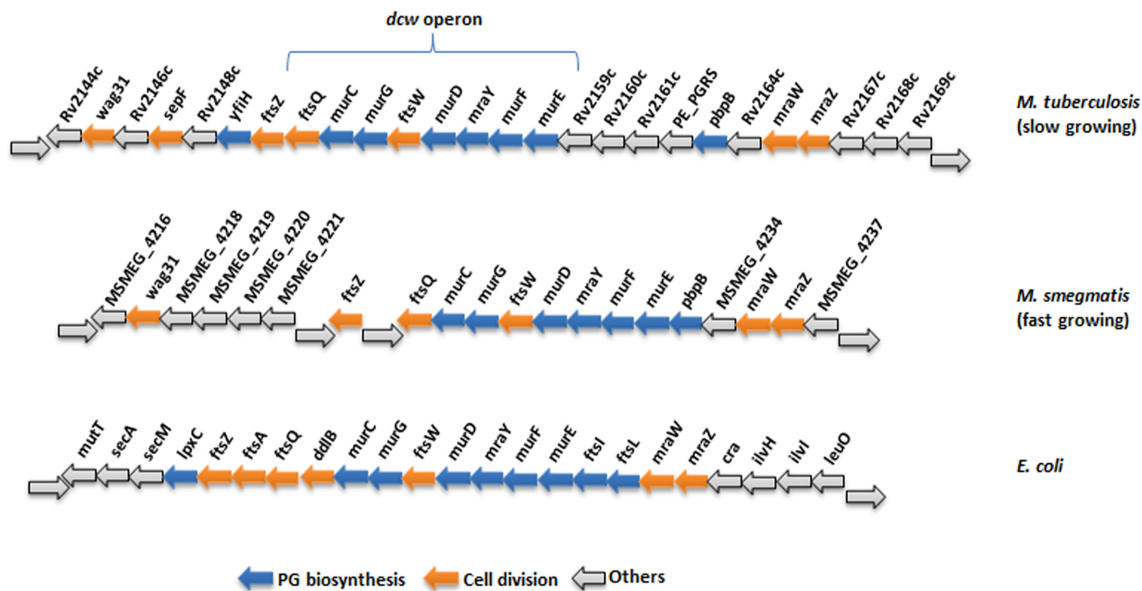 dcw operon
Rv2144c wag31 Rv2146c sepF Rv2148c yfiH ftsZ ftsQ murC murG ftsW murD mraY murF murE Rv2159c Rv2160c Rv2161c PE_PGRS pbpB Rv2164c mraW mraZ Rv2167c Rv2168c Rv2169c
M. tuberculosis
(slow growing)
MSMEG_4216 wag31 MSMEG_4218 MSMEG_4219 MSMEG_4220 MSMEG_4221 ftsZ ftsQ murC murG ftsW murD mraY murF murE pbpB MSMEG_4234 mraW mraZ MSMEG_4237
M. smegmatis
(fast growing)
mutT secA secM lpxC ftsZ ftsA ftsQ ddlB murC murG ftsW murD mraY murF murE ftsI ftsL mraW mraZ cra ilvH ilvI leuO
E. coli
PG biosynthesis Cell division Others